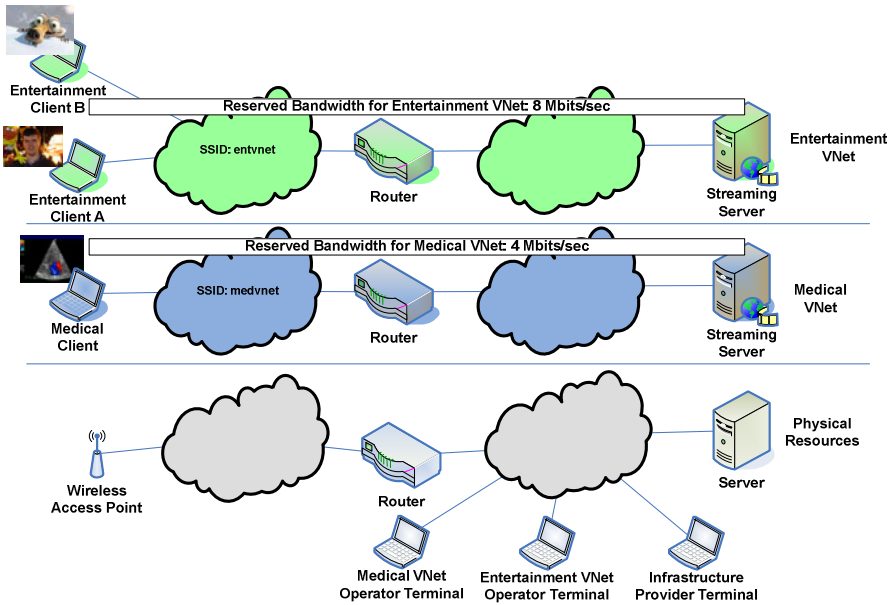 Entertainment
Client B
Reserved Bandwidth for Entertainment VNet: 8 Mbits/sec
SSID: entvnet
Entertainment
Client A
Router
Streaming
Server
Entertainment
VNet
Reserved Bandwidth for Medical VNet: 4 Mbits/sec
SSID: medvnet
Medical
Client
Router
Streaming
Server
Medical
VNet
Wireless
Access Point
Router
Server
Physical
Resources
Medical VNet
Operator Terminal
Entertainment VNet
Operator Terminal
Infrastructure
Provider Terminal